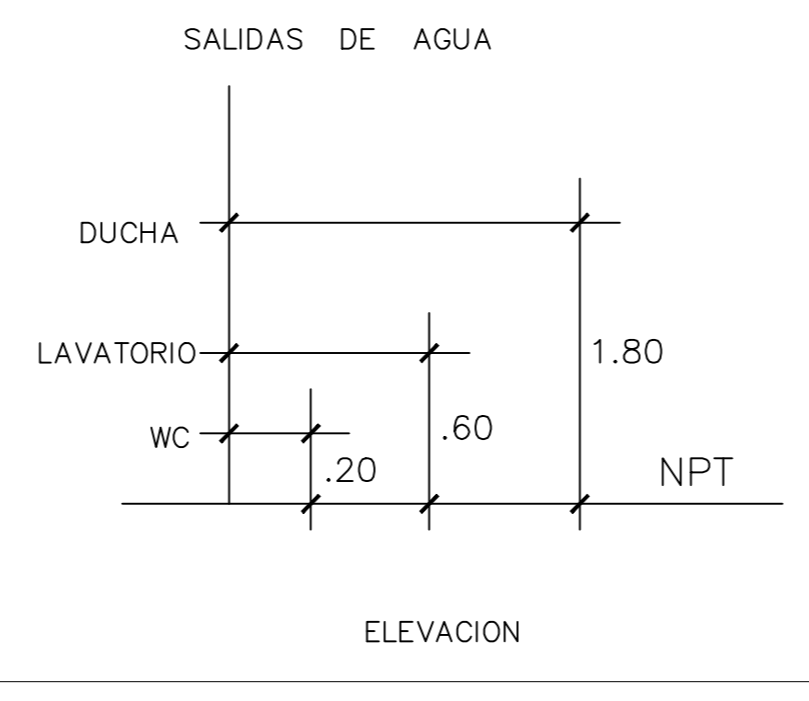 SALIDAS DE AGUA
DUCHA
LAVATORIO
1.80
WC
.60
.20
NPT
ELEVACION